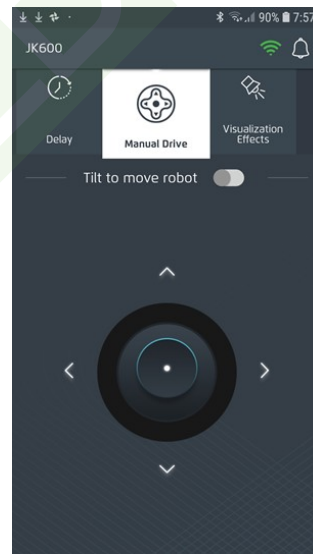 90% 7:57
JK600
Delay
Manual Drive
Visualization
Effects
Tilt to move robot